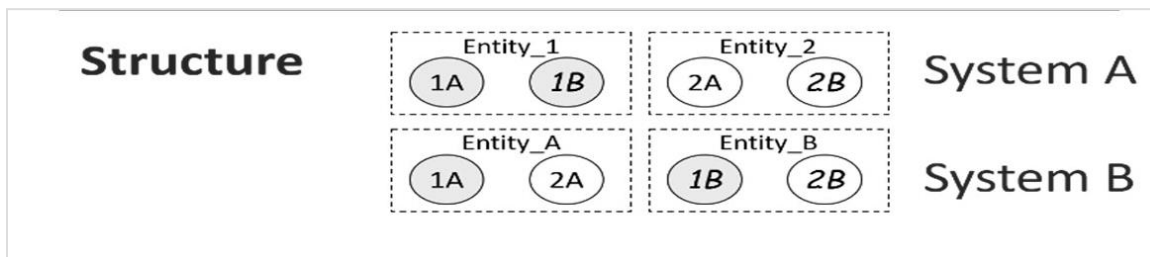 Structure
Entity_1
Entity_2
1A
1B
2A
2B
System A
Entity_A
Entity_B
1A
2A
1B
2B
System B